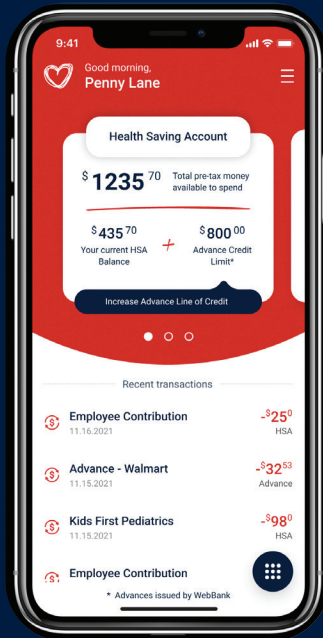 9:41
Good morning,
Penny Lane
Health Saving Account
$1235 70
Total pre-tax money
available to spend
$435 70
Your current HSA
Balance
+
$800 00
Advance Credit
Limit*
Increase Advance Line of Credit
Recent transactions
Employee Contribution
-$25 0
11.16.2021
HSA
Advance - Walmart
-$32 53
11.15.2021
Advance
Kids First Pediatrics
-$98 0
11.15.2021
HSA
Employee Contribution
* Advances issued by WebBank